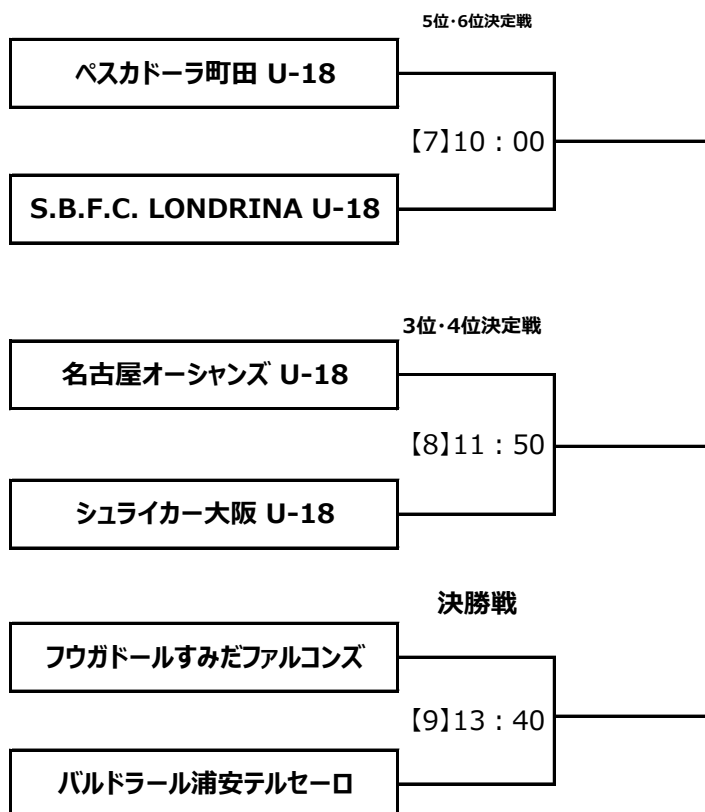 5位・6位決定戦
ペスカドーラ町田 U-18
【7】10：00
S.B.F.C. LONDRINA U-18
3位・4位決定戦
名古屋オーシャンズ U-18
【8】11：50
シュライカー大阪 U-18
決勝戦
フウガドールすみだファルコンズ
【9】13：40
バルドラール浦安テルセーロ